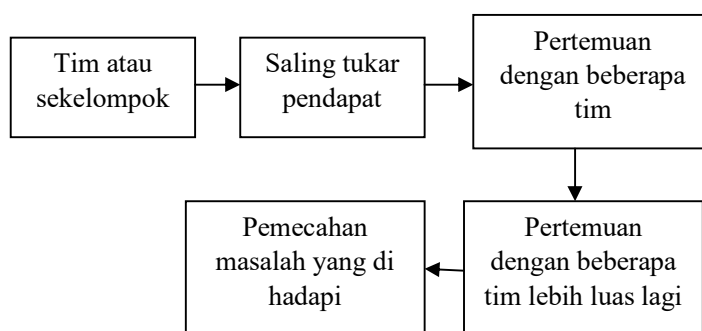 Tim atau
sekelompok
Saling tukar
pendapat
Pertemuan
dengan beberapa
tim
Pertemuan
dengan beberapa
tim lebih luas lagi
Pemecahan
masalah yang di
hadapi